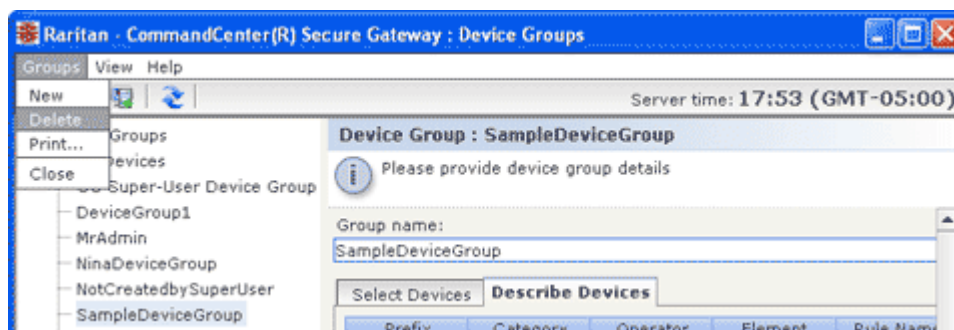 Raritan - CommandCenter(R) Secure Gateway : Device Groups
Groups View Help
New
Server time: 17:53 (GMT-05:00)
Delete
Groups
Device Group : SampleDeviceGroup
Print...
Devices
Please provide device group details
Close
Super-User Device Group
DeviceGroup1
Group name:
MrAdmin
SampleDeviceGroup
NinaDeviceGroup
NotCreatedbySuperUser
Select Devices Describe Devices
SampleDeviceGroup
Prefix Category Operator Element Rule Name